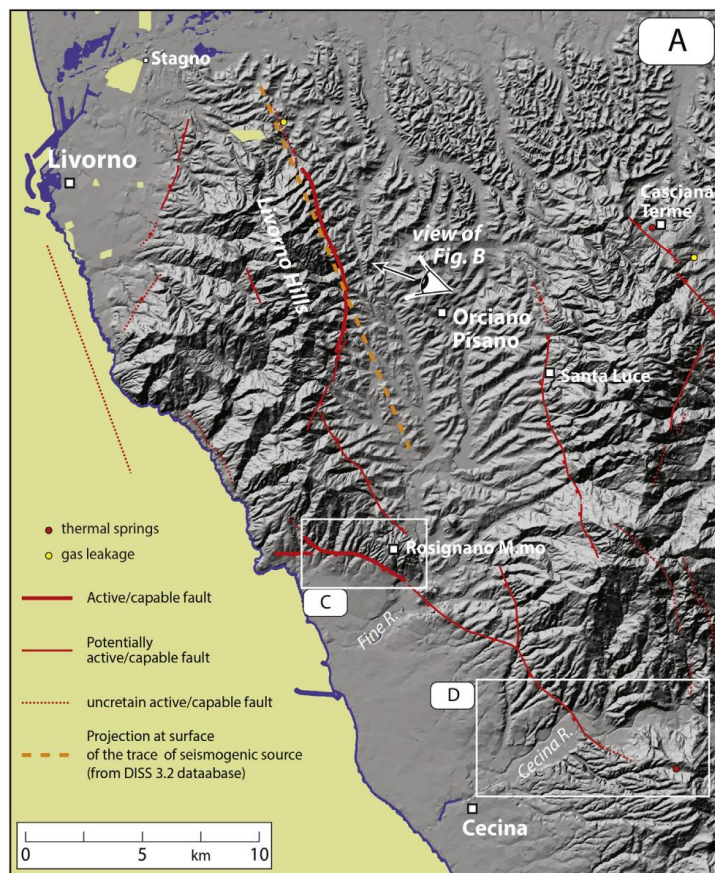 A
Stagno
Livorno
Casciana
Terme
Livorno Hills
view of
Fig. B
Orciano
Pisano
Santa Luce
thermal springs
gas leakage
Rosignano M.mo
Active/capable fault
C
Fine R.
Potentially
active/capable fault
D
uncretain active/capable fault
Projection at surface
of the trace of seismogenic source
(from DISS 3.2 dataabase)
Cecina R.
Cecina
0 5 10
km